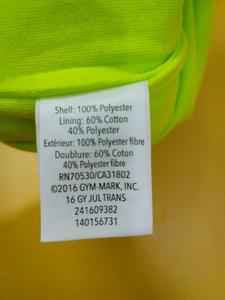 Shell: 100% Polyester
Lining: 60% Cotton
40% Polyester
Extérieur: 100% Polyester fibre
Doublure: 60% Coton
40% Polyester fibre
RN70530/CA31802
©2016 GYM-MARK, INC.
16 GY JULTRANS
241609382
140156731